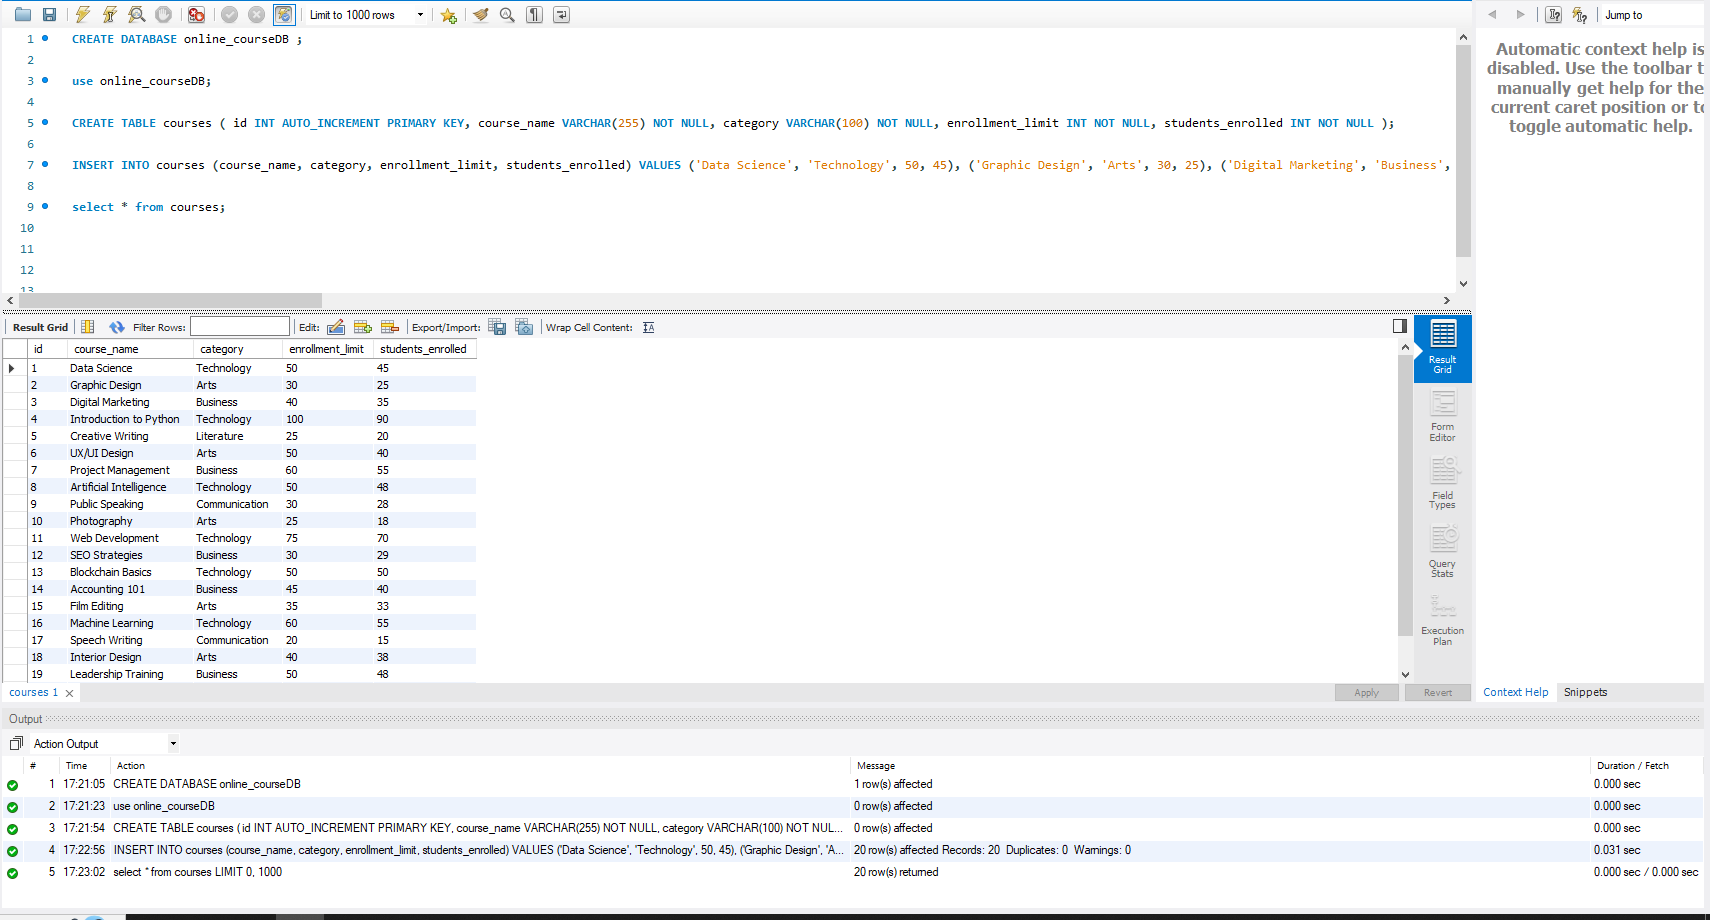 Limit to 1000 rows
Jump to
1 CREATE DATABASE online_courseDB ;
2
3 use online_courseDB;
4
5 CREATE TABLE courses ( id INT AUTO_INCREMENT PRIMARY KEY, course_name VARCHAR(255) NOT NULL, category VARCHAR(100) NOT NULL, enrollment_limit INT NOT NULL, students_enrolled INT NOT NULL );
6
7 INSERT INTO courses (course_name, category, enrollment_limit, students_enrolled) VALUES ('Data Science', 'Technology', 50, 45), ('Graphic Design', 'Arts', 30, 25), ('Digital Marketing', 'Business',
8
9 select * from courses;
10
11
12
13
Automatic context help is
disabled. Use the toolbar t
manually get help for the
current caret position or to
toggle automatic help.
Result Grid Filter Rows: Edit: Export/Import: Wrap Cell Content:
id course_name category enrollment_limit students_enrolled
1 Data Science Technology 50 45
2 Graphic Design Arts 30 25
3 Digital Marketing Business 40 35
4 Introduction to Python Technology 100 90
5 Creative Writing Literature 25 20
6 UX/UI Design Arts 50 40
7 Project Management Business 60 55
8 Artificial Intelligence Technology 50 48
9 Public Speaking Communication 30 28
10 Photography Arts 25 18
11 Web Development Technology 75 70
12 SEO Strategies Business 30 29
13 Blockchain Basics Technology 50 50
14 Accounting 101 Business 45 40
15 Film Editing Arts 35 33
16 Machine Learning Technology 60 55
17 Speech Writing Communication 20 15
18 Interior Design Arts 40 38
19 Leadership Training Business 50 48
Result
Grid
Form
Editor
Field
Types
Query
Stats
Execution
Plan
courses 1
Apply Revert
Context Help Snippets
Output
Action Output
# Time Action Message Duration / Fetch
1 17:21:05 CREATE DATABASE online_courseDB 1 row(s) affected 0.000 sec
2 17:21:23 use online_courseDB 0 row(s) affected 0.000 sec
3 17:21:54 CREATE TABLE courses ( id INT AUTO_INCREMENT PRIMARY KEY, course_name VARCHAR(255) NOT NULL, category VARCHAR(100) NOT NUL... 0 row(s) affected 0.000 sec
4 17:22:56 INSERT INTO courses (course_name, category, enrollment_limit, students_enrolled) VALUES ('Data Science', 'Technology', 50, 45), ('Graphic Design', 'A... 20 row(s) affected Records: 20 Duplicates: 0 Warnings: 0 0.031 sec
5 17:23:02 select * from courses LIMIT 0, 1000 20 row(s) returned 0.000 sec / 0.000 sec